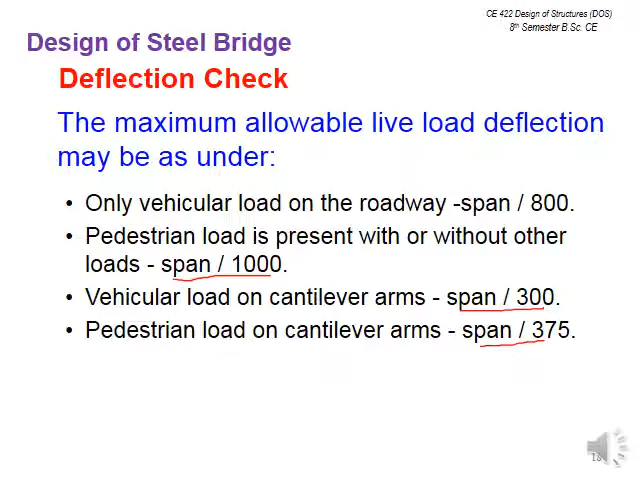 CE 422 Design of Structures (DOS)
8th Semester B.Sc. CE
Design of Steel Bridge
Deflection Check
The maximum allowable live load deflection
may be as under:
• Only vehicular load on the roadway -span / 800.
• Pedestrian load is present with or without other
loads - span / 1000.
• Vehicular load on cantilever arms - span / 300.
• Pedestrian load on cantilever arms - span / 375.